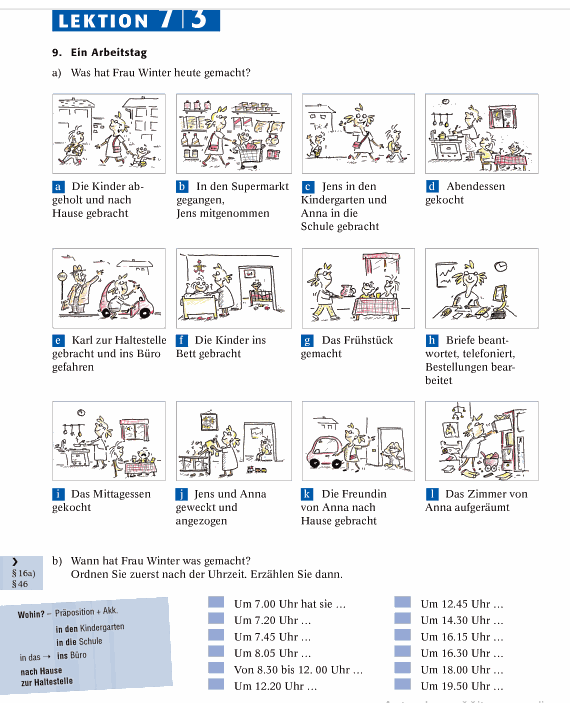 LEKTION 7 | 3
9. Ein Arbeitstag
a) Was hat Frau Winter heute gemacht?
a Die Kinder ab-
geholt und nach
Hause gebracht
b In den Supermarkt
gegangen,
Jens mitgenommen
c Jens in den
Kindergarten und
Anna in die
Schule gebracht
d Abendessen
gekocht
e Karl zur Haltestelle
gebracht und ins Büro
gefahren
f Die Kinder ins
Bett gebracht
g Das Frühstück
gemacht
h Briefe beant-
wortet, telefoniert,
Bestellungen bear-
beitet
i Das Mittagessen
gekocht
j Jens und Anna
geweckt und
angezogen
k Die Freundin
von Anna nach
Hause gebracht
l Das Zimmer von
Anna aufgeräumt
§ 16a)
§ 46
b) Wann hat Frau Winter was gemacht?
Ordnen Sie zuerst nach der Uhrzeit. Erzählen Sie dann.
Wohin? – Präposition + Akk.
in den Kindergarten
in die Schule
in das → ins Büro
nach Hause
zur Haltestelle
Um 7.00 Uhr hat sie ...
Um 7.20 Uhr ...
Um 7.45 Uhr ...
Um 8.05 Uhr ...
Von 8.30 bis 12. 00 Uhr ...
Um 12.20 Uhr ...
Um 12.45 Uhr ...
Um 14.30 Uhr ...
Um 16.15 Uhr ...
Um 16.30 Uhr ...
Um 18.00 Uhr ...
Um 19.50 Uhr ...